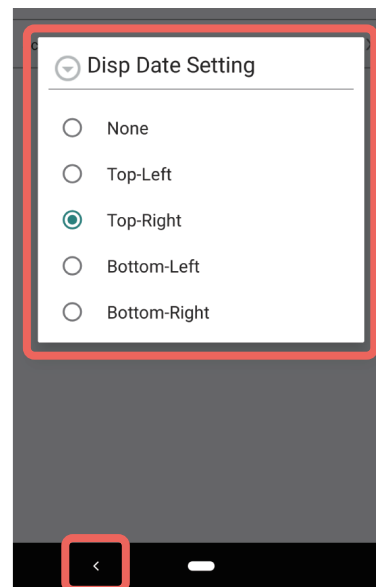 Disp Date Setting
None
Top-Left
Top-Right
Bottom-Left
Bottom-Right